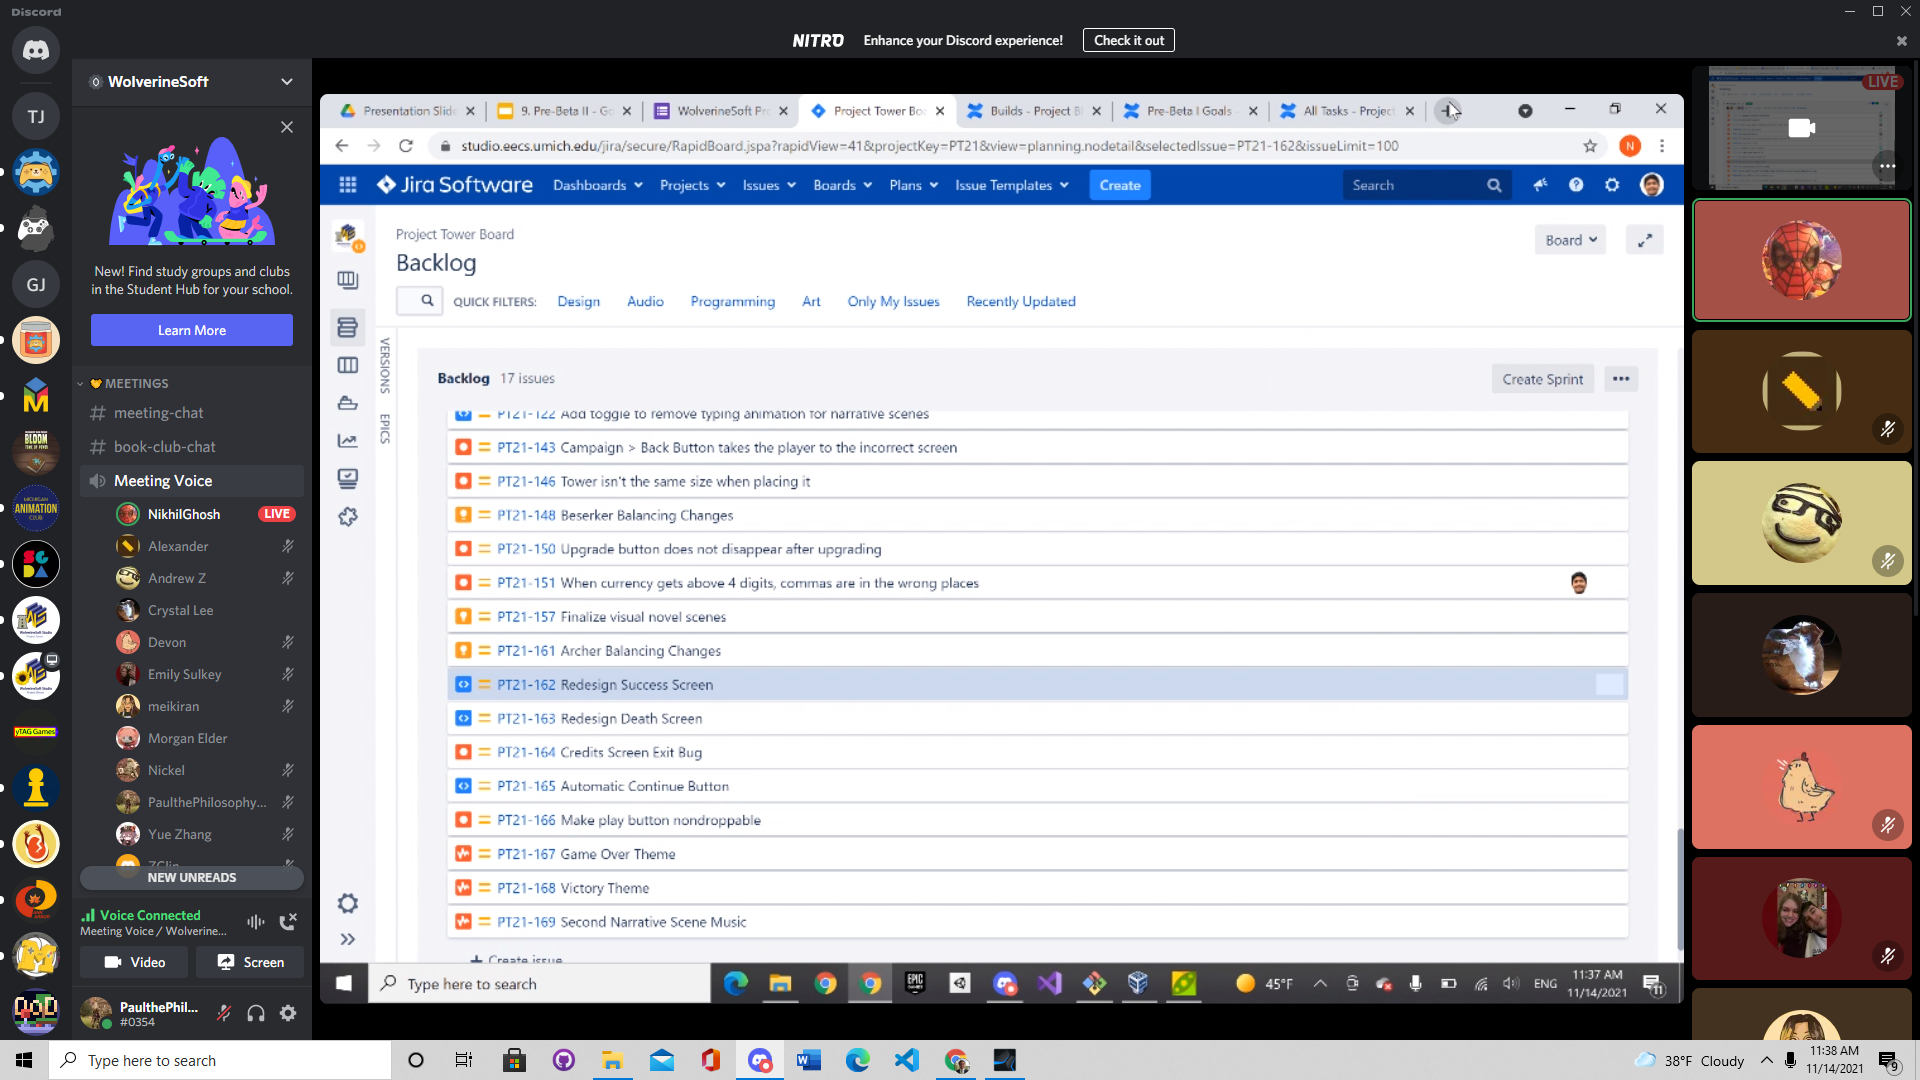 Discord
NITRO Enhance your Discord experience! Check it out
WolverineSoft
New! Find study groups and clubs
in the Student Hub for your school.
Learn More
MEETINGS
meeting-chat
book-club-chat
Meeting Voice
NikhilGhosh LIVE
Alexander
Andrew Z
Crystal Lee
Devon
Emily Sulkey
meikiran
Morgan Elder
Nickel
PaulthePhilosophy...
Yue Zhang
ZGlin
NEW UNREADS
Voice Connected
Meeting Voice / Wolverine...
Video Screen
PaulthePhil...
#0354
TJ
GJ
BLOOM
MICHIGAN
ANIMATION
CLUB
yTAG Games
Presentation Slide 9. Pre-Beta II - Go WolverineSoft Pro Project Tower Boa Builds - Project B Pre-Beta I Goals - All Tasks - Project
studio.eecs.umich.edu/jira/secure/RapidBoard.jspa?rapidView=41&projectKey=PT21&view=planning.nodetail&selectedIssue=PT21-162&issueLimit=100
N
Jira Software Dashboards Projects Issues Boards Plans Issue Templates Create Search
Project Tower Board
Backlog
Board
QUICK FILTERS: Design Audio Programming Art Only My Issues Recently Updated
VERSIONS
EPICS
Backlog 17 issues
Create Sprint
PT21-122 Add toggle to remove typing animation for narrative scenes
PT21-143 Campaign > Back Button takes the player to the incorrect screen
PT21-146 Tower isn't the same size when placing it
PT21-148 Beserker Balancing Changes
PT21-150 Upgrade button does not disappear after upgrading
PT21-151 When currency gets above 4 digits, commas are in the wrong places
PT21-157 Finalize visual novel scenes
PT21-161 Archer Balancing Changes
PT21-162 Redesign Success Screen
PT21-163 Redesign Death Screen
PT21-164 Credits Screen Exit Bug
PT21-165 Automatic Continue Button
PT21-166 Make play button nondroppable
PT21-167 Game Over Theme
PT21-168 Victory Theme
PT21-169 Second Narrative Scene Music
+ Create issue
Type here to search
EPIC
45°F
ENG
11:37 AM
11/14/2021
11
LIVE
Type here to search
38°F Cloudy
11:38 AM
11/14/2021
9